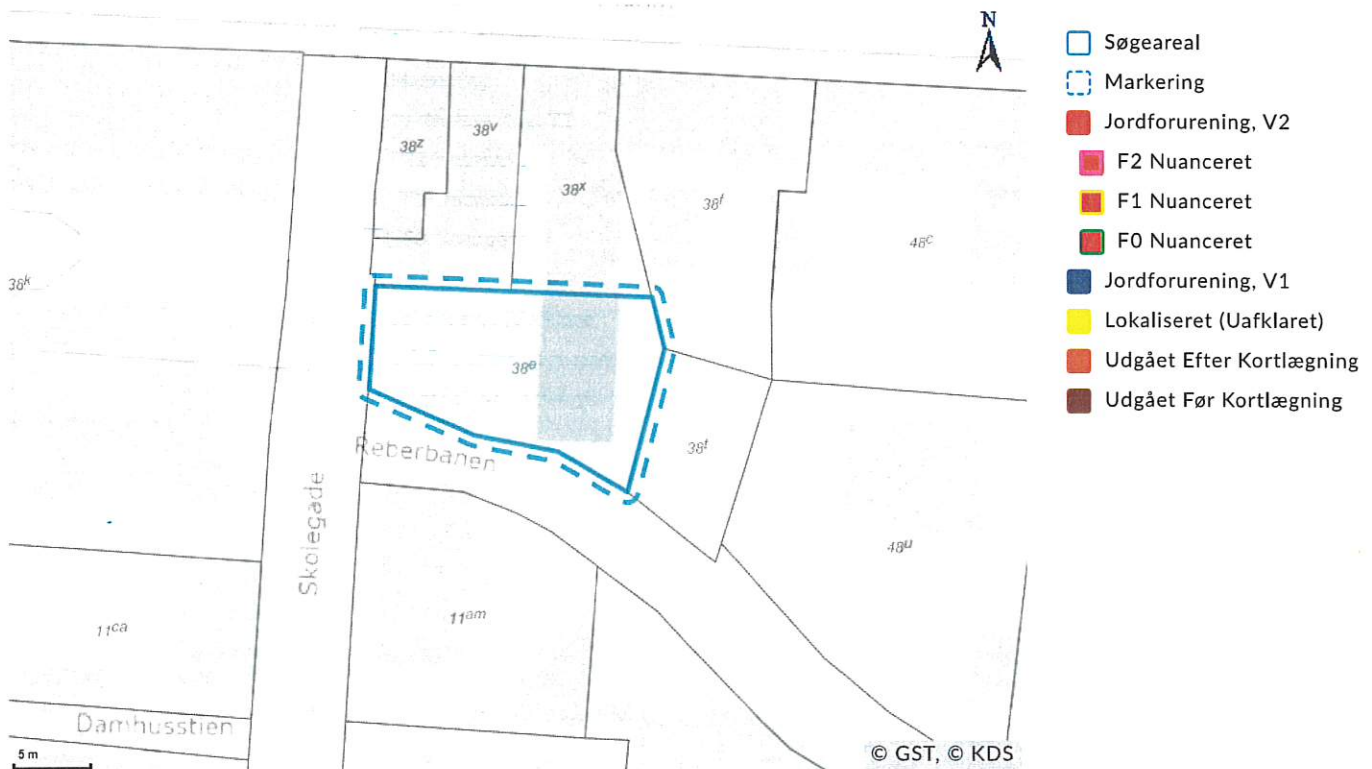 N
38z
38v
38x
38f
48c
38k
38e
38t
Reberbanen
Skolegade
48u
11ca
11am
Damhusstien
5 m
© GST, © KDS
Søgeareal
Markering
Jordforurening, V2
F2 Nuanceret
F1 Nuanceret
F0 Nuanceret
Jordforurening, V1
Lokaliseret (Uafklaret)
Udgået Efter Kortlægning
Udgået Før Kortlægning